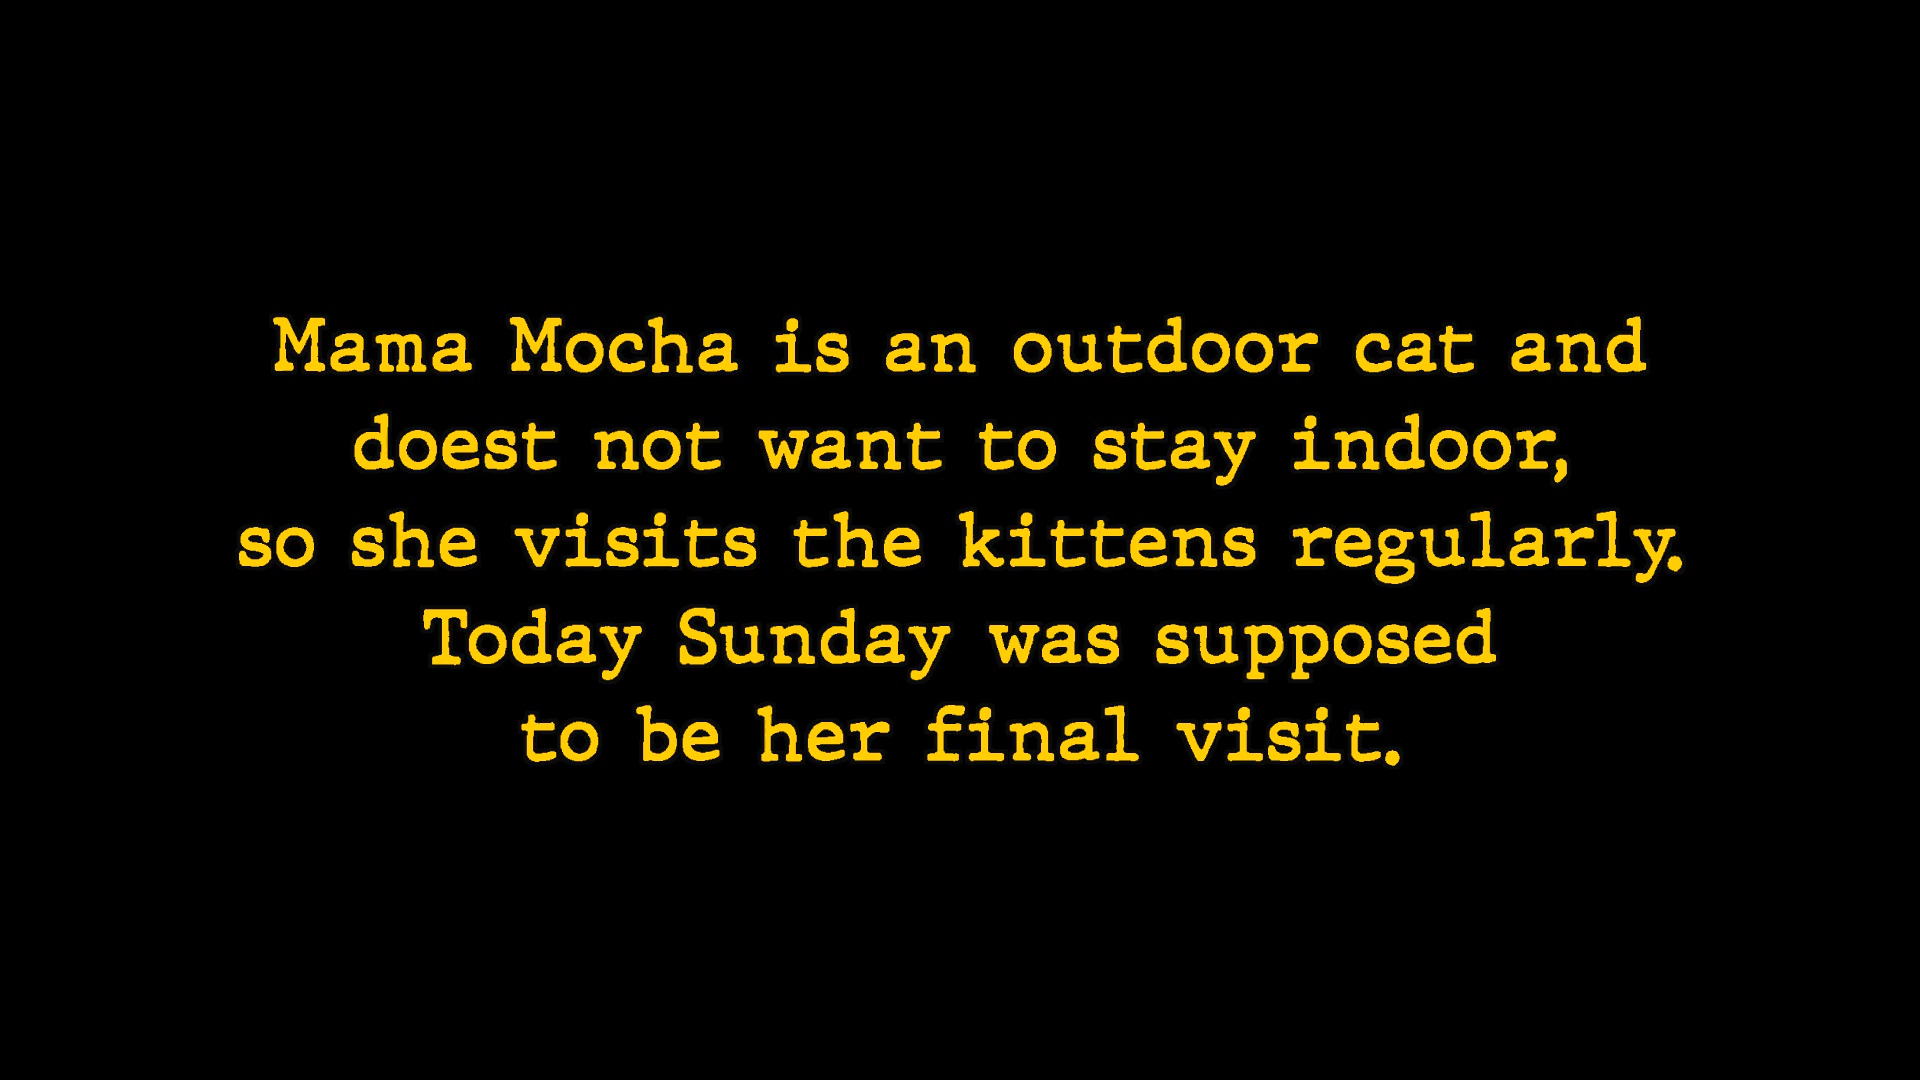 Mama Mocha is an outdoor cat and
doest not want to stay indoor,
so she visits the kittens regularly.
Today Sunday was supposed
to be her final visit.